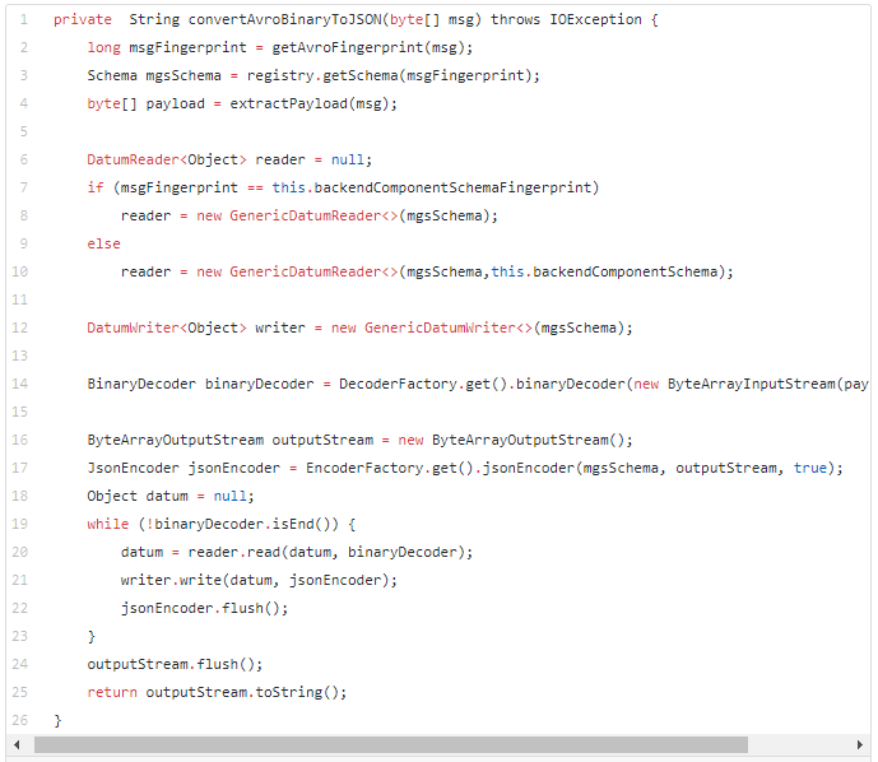 1 private  String convertAvroBinaryToJSON(byte[] msg) throws IOException {
2     long msgFingerprint = getAvroFingerprint(msg);
3     Schema mgsSchema = registry.getSchema(msgFingerprint);
4     byte[] payload = extractPayload(msg);
5
6     DatumReader<Object> reader = null;
7     if (msgFingerprint == this.backendComponentSchemaFingerprint)
8         reader = new GenericDatumReader<>(mgsSchema);
9     else
10         reader = new GenericDatumReader<>(mgsSchema,this.backendComponentSchema);
11
12     DatumWriter<Object> writer = new GenericDatumWriter<>(mgsSchema);
13
14     BinaryDecoder binaryDecoder = DecoderFactory.get().binaryDecoder(new ByteArrayInputStream(pay
15
16     ByteArrayOutputStream outputStream = new ByteArrayOutputStream();
17     JsonEncoder jsonEncoder = EncoderFactory.get().jsonEncoder(mgsSchema, outputStream, true);
18     Object datum = null;
19     while (!binaryDecoder.isEnd()) {
20         datum = reader.read(datum, binaryDecoder);
21         writer.write(datum, jsonEncoder);
22         jsonEncoder.flush();
23     }
24     outputStream.flush();
25     return outputStream.toString();
26 }